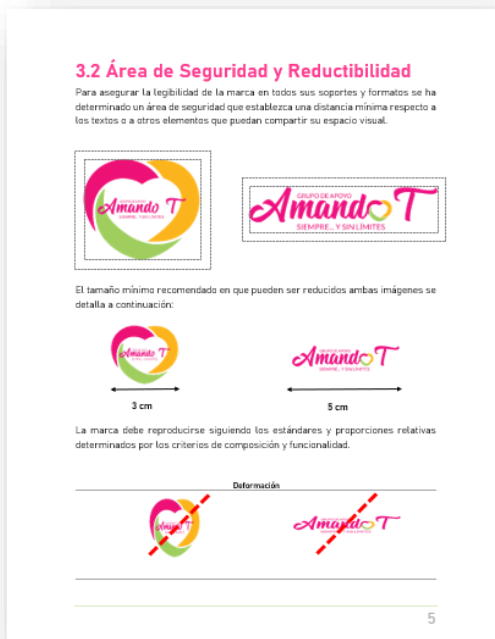 3.2 Área de Seguridad y Reductibilidad
Para asegurar la legibilidad de la marca en todos sus soportes y formatos se ha
determinado un área de seguridad que establezca una distancia mínima respecto a
los textos o a otros elementos que puedan compartir su espacio visual.
Amando T
GRUPO DE APOYO
Amando T
SIEMPRE... Y SIN LÍMITES
El tamaño mínimo recomendado en que pueden ser reducidos ambas imágenes se
detalla a continuación:
Amando T
Amando T
3 cm
5 cm
La marca debe reproducirse siguiendo los estándares y proporciones relativas
determinados por los criterios de composición y funcionalidad.
Deformación
Amando T
Amando T
5